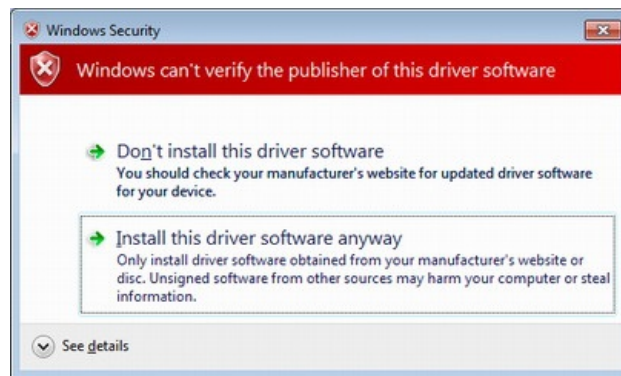 Windows Security
Windows can't verify the publisher of this driver software
Don't install this driver software
You should check your manufacturer's website for updated driver software
for your device.
Install this driver software anyway
Only install driver software obtained from your manufacturer's website or
disc. Unsigned software from other sources may harm your computer or steal
information.
See details